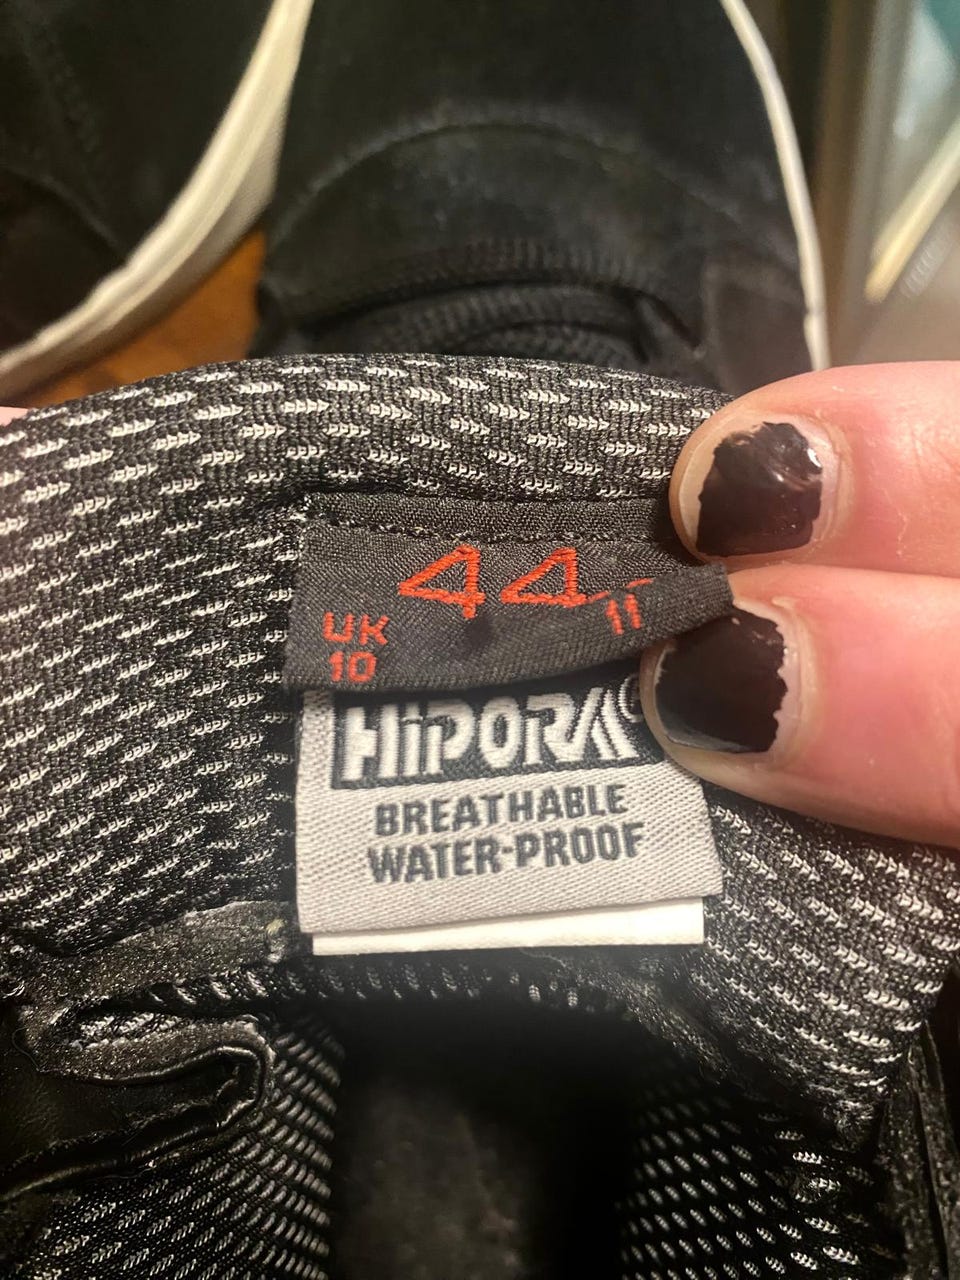 44
UK 11
10
HiPORA
BREATHABLE
WATER-PROOF